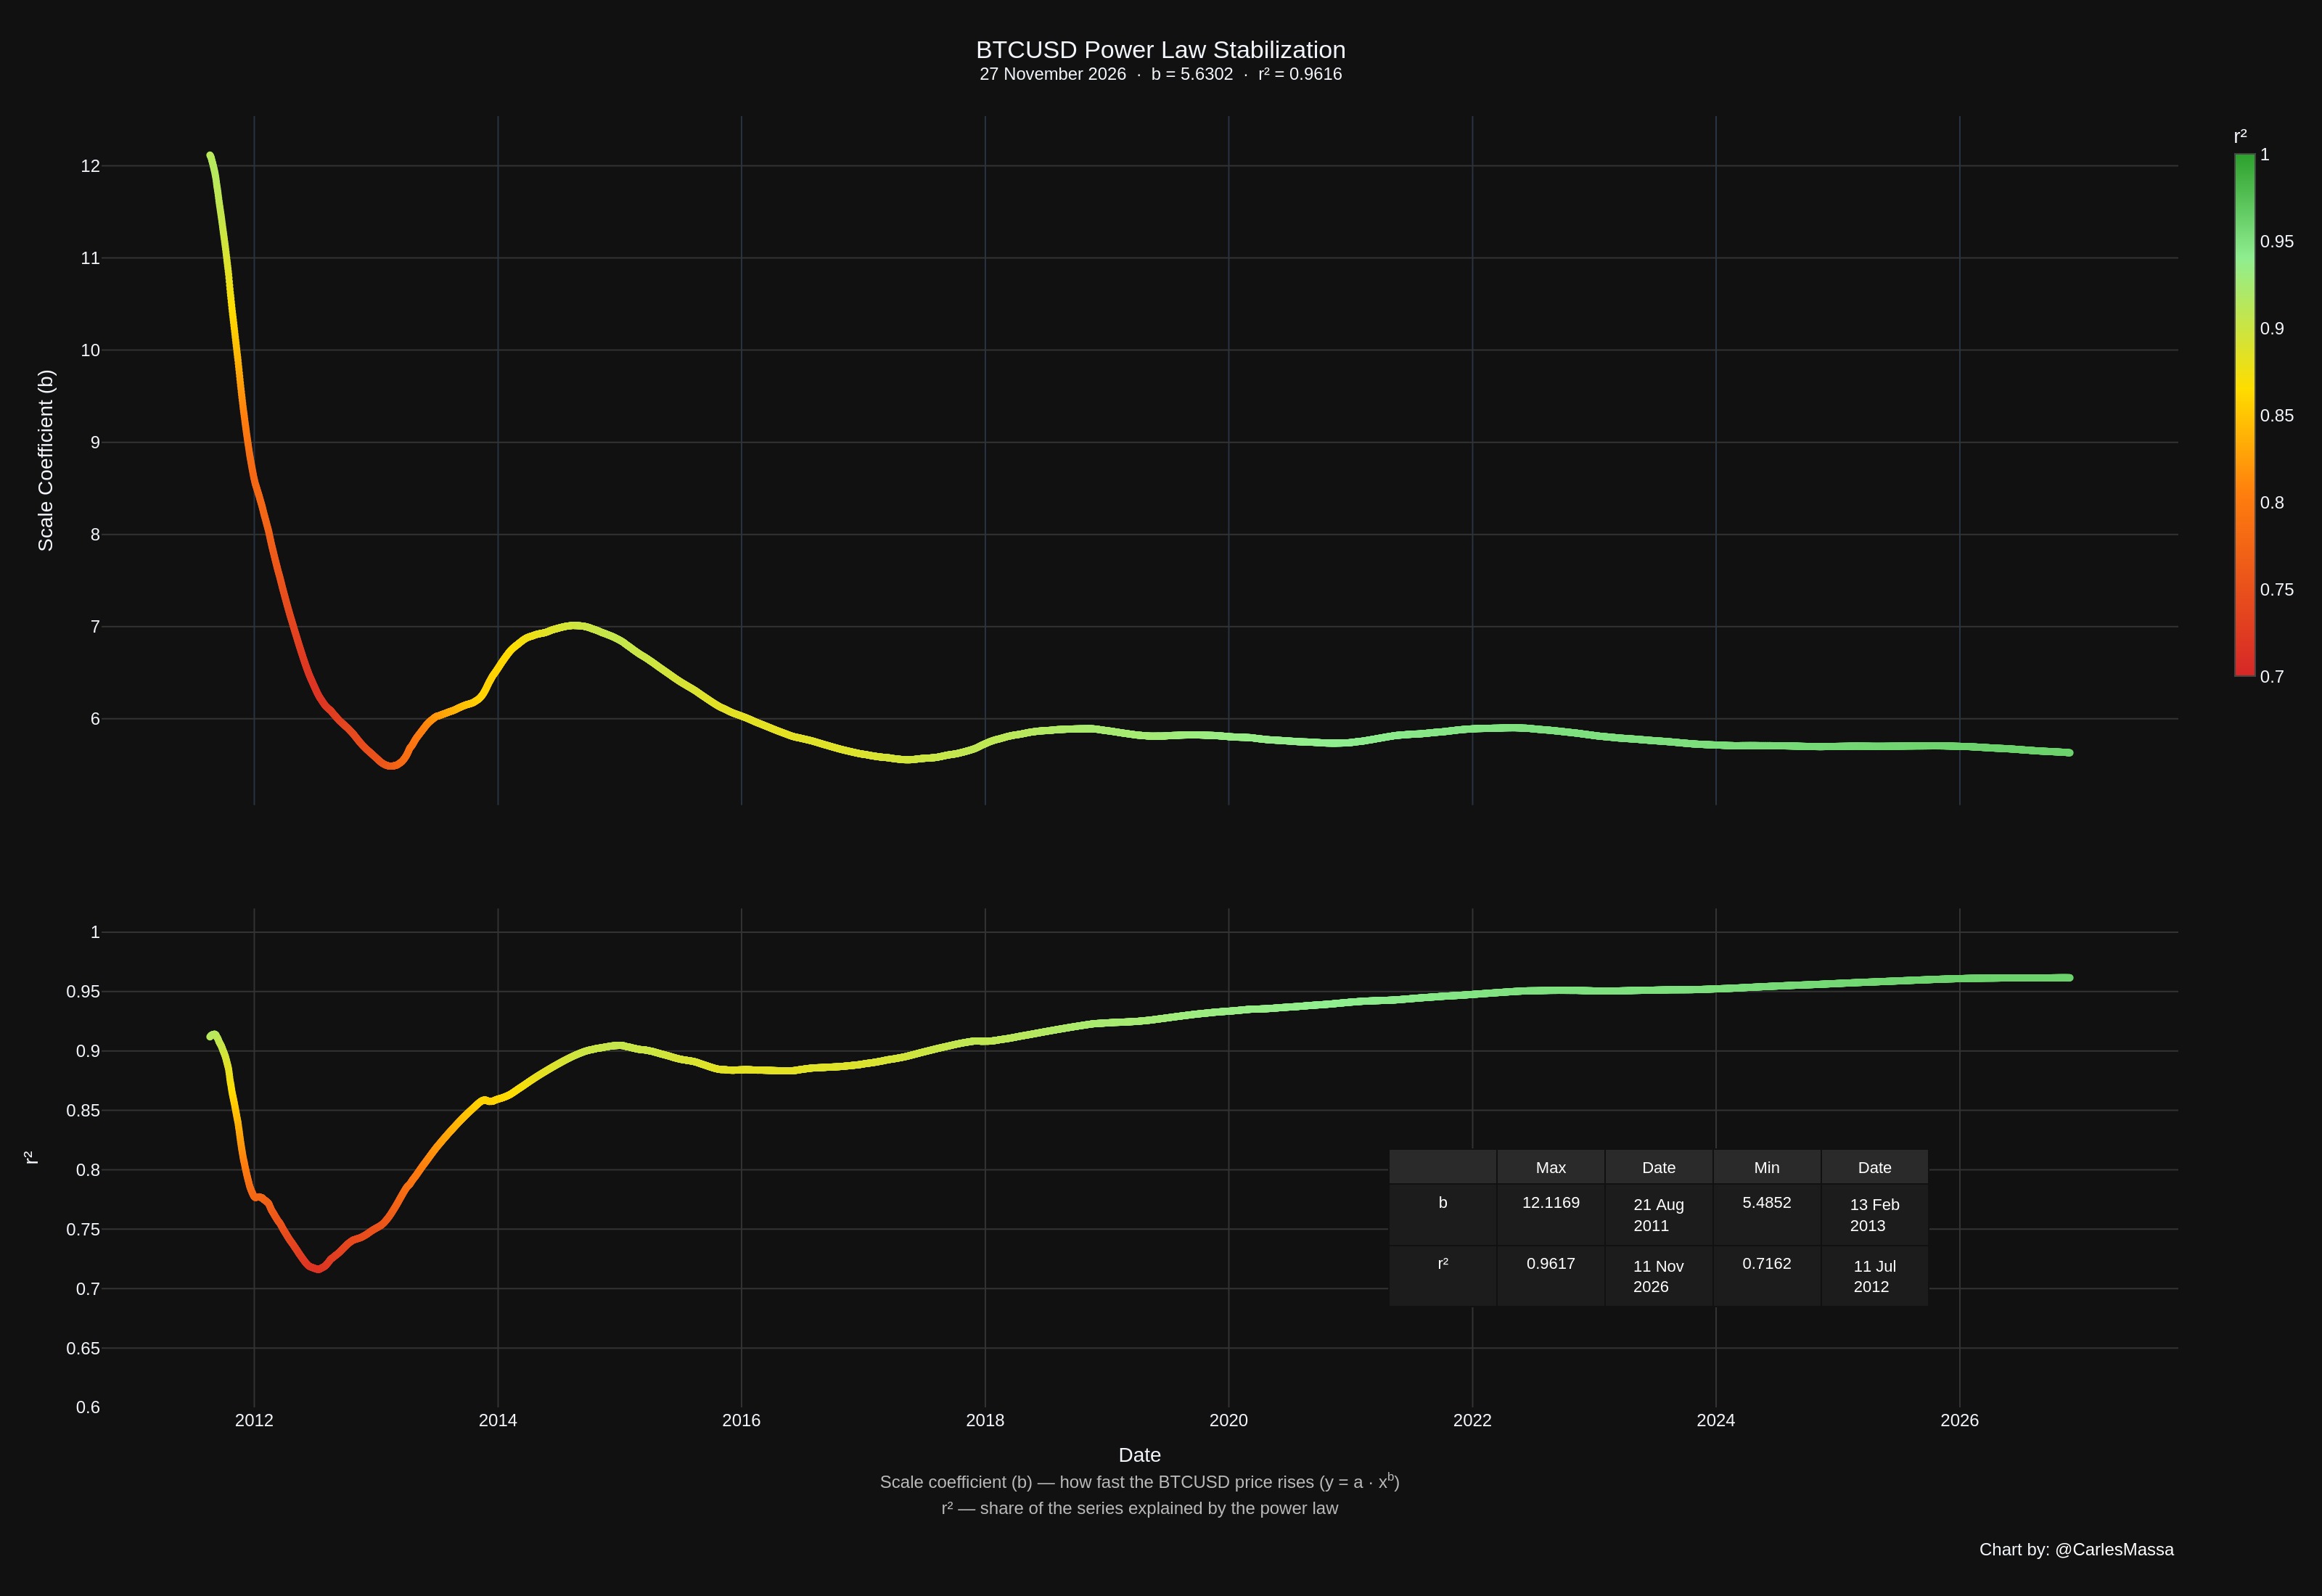 BTCUSD Power Law Stabilization
27 November 2026 · b = 5.6302 · r² = 0.9616
r²
1
0.95
0.9
0.85
0.8
0.75
0.7
Scale Coefficient (b)
12
11
10
9
8
7
6
r²
1
0.95
0.9
0.85
0.8
0.75
0.7
0.65
0.6
Max Date Min Date
b 12.1169 21 Aug 2011 5.4852 13 Feb 2013
r² 0.9617 11 Nov 2026 0.7162 11 Jul 2012
2012 2014 2016 2018 2020 2022 2024 2026
Date
Scale coefficient (b) — how fast the BTCUSD price rises (y = a · xᵇ)
r² — share of the series explained by the power law
Chart by: @CarlesMassa